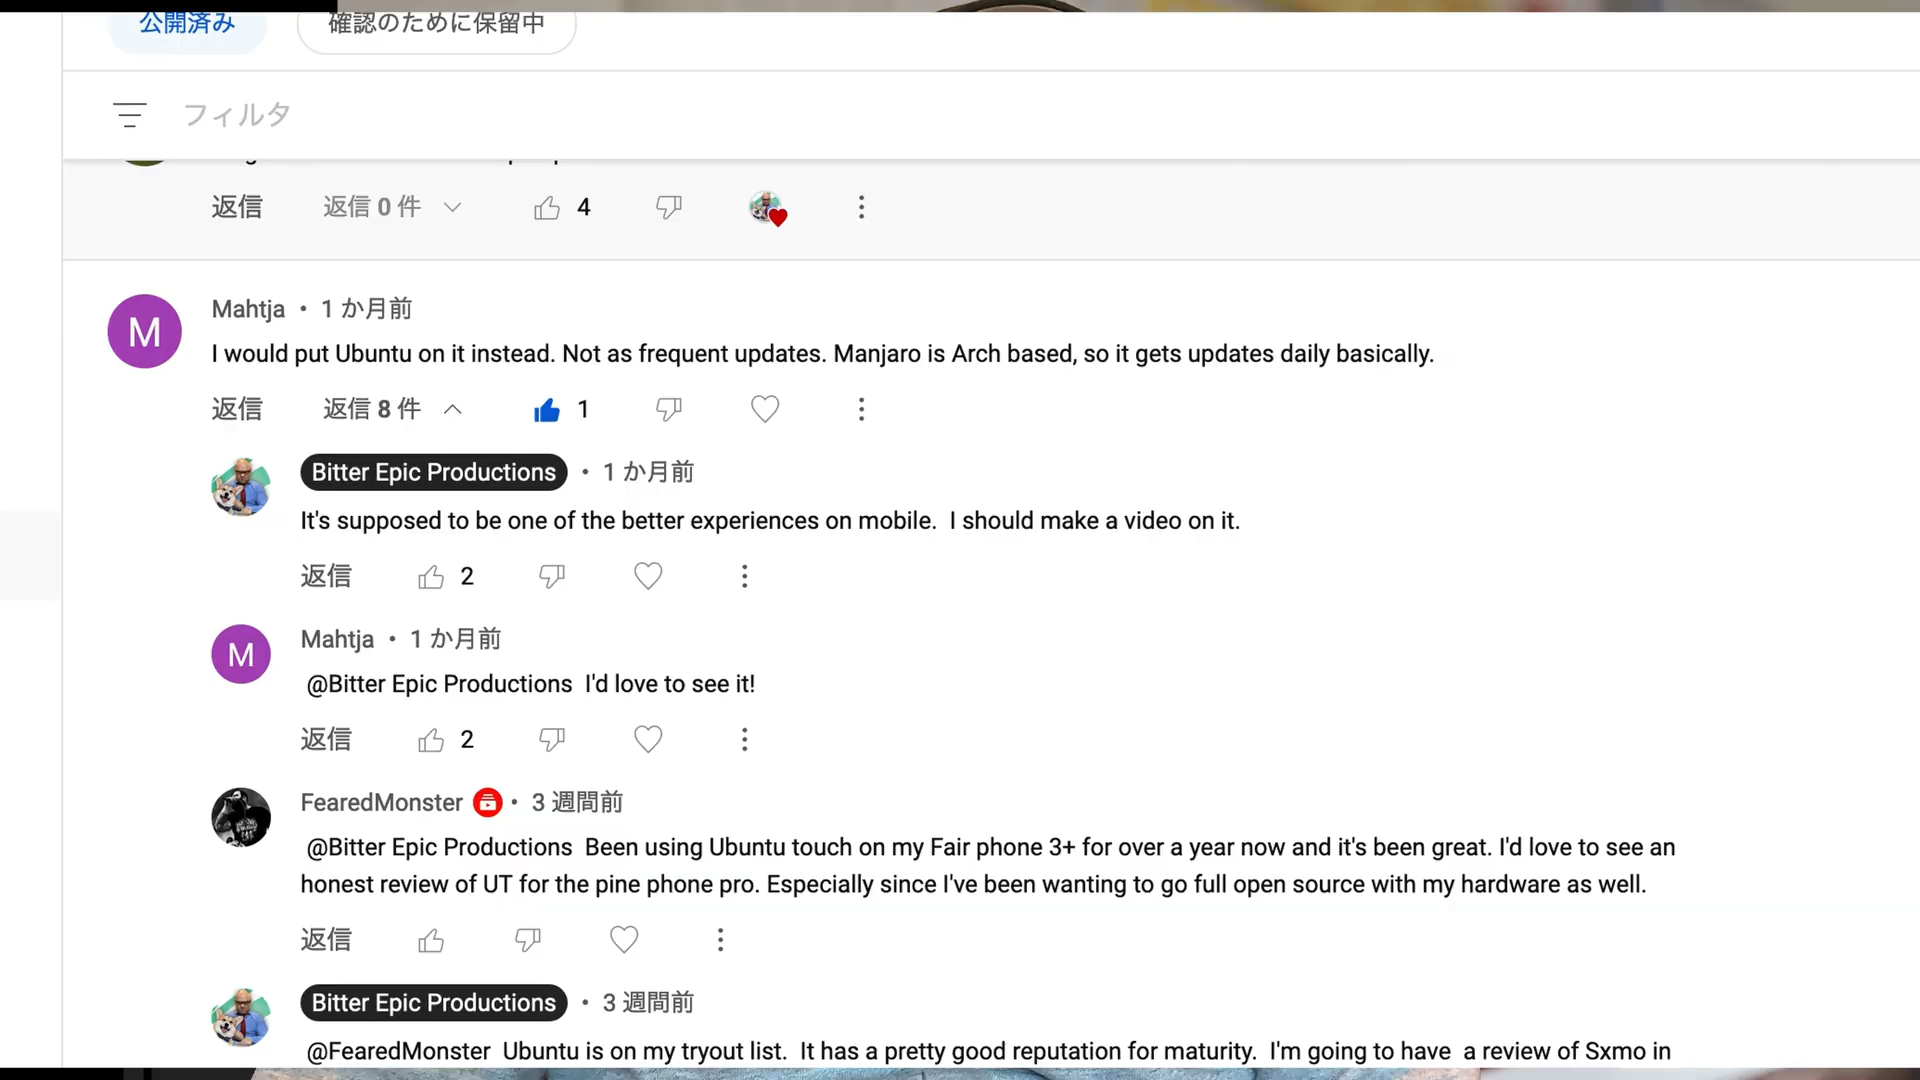 公開済み 確認のために保留中
フィルタ
返信 返信 0 件 4
M
Mahtja • 1 か月前
I would put Ubuntu on it instead. Not as frequent updates. Manjaro is Arch based, so it gets updates daily basically.
返信 返信 8 件 1
Bitter Epic Productions • 1 か月前
It's supposed to be one of the better experiences on mobile. I should make a video on it.
返信 2
M
Mahtja • 1 か月前
@Bitter Epic Productions I'd love to see it!
返信 2
FearedMonster • 3 週間前
@Bitter Epic Productions Been using Ubuntu touch on my Fair phone 3+ for over a year now and it's been great. I'd love to see an
honest review of UT for the pine phone pro. Especially since I've been wanting to go full open source with my hardware as well.
返信
Bitter Epic Productions • 3 週間前
@FearedMonster Ubuntu is on my tryout list. It has a pretty good reputation for maturity. I'm going to have a review of Sxmo in